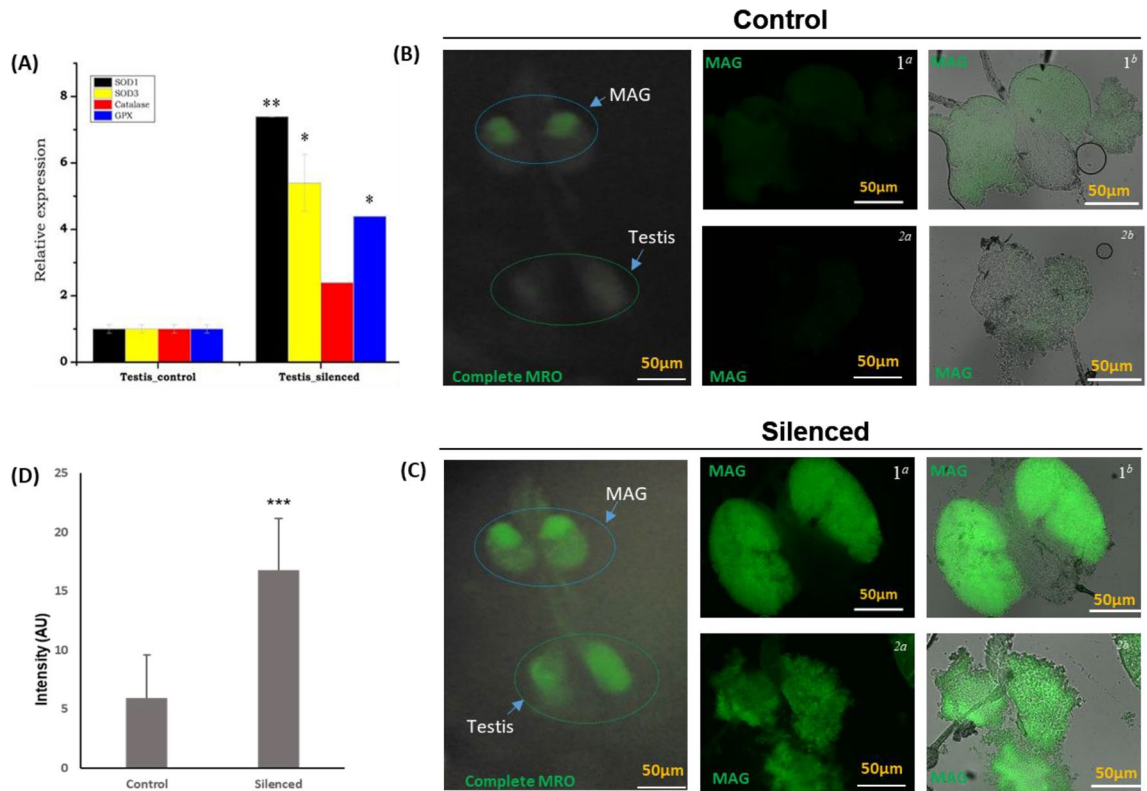 Control
(A)
SOD1
SOD3
Catalase
GPX
Relative expression
8
6
4
2
0
**
*
*
Testis_control
Testis_silenced
(B)
MAG
Testis
Complete MRO
50µm
MAG
1a
50µm
MAG
1b
50µm
2a
MAG
50µm
2b
MAG
50µm
Silenced
(D)
Intensity (AU)
25
20
15
10
5
0
***
Control
Silenced
(C)
MAG
Testis
Complete MRO
50µm
MAG
1a
50µm
MAG
1b
50µm
2a
MAG
50µm
2b
MAG
50µm